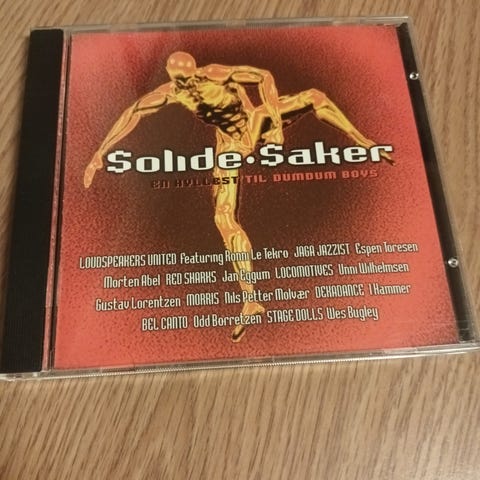 $olide•$aker
EN HYLLEST TIL DUMDUM BOYS
LOUDSPEAKERS UNITED featuring Ronni Le Tekro JAGA JAZZIST Espen Toresen
Morten Abel RED SHARKS Jan Eggum LOCOMOTIVES Unni Wilhelmsen
Gustav Lorentzen MORRIS Nils Petter Molvær DEKADANCE I Hammer
BEL CANTO Odd Børretzen STAGE DOLLS Wes Bugley